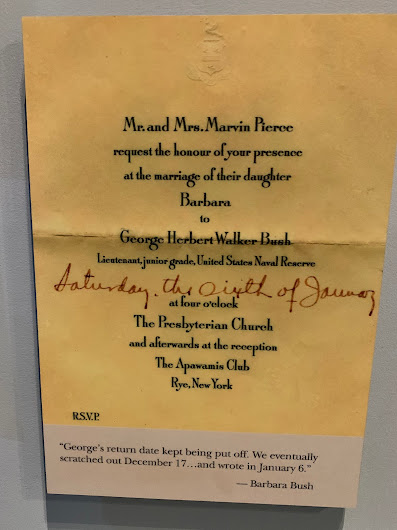 Mr. and Mrs. Marvin Pierce
request the honour of your presence
at the marriage of their daughter
Barbara
to
George Herbert Walker Bush
Lieutenant, junior grade, United States Naval Reserve
Saturday, the sixth of January
at four o'clock
The Presbyterian Church
and afterwards at the reception
The Apawamis Club
Rye, New York
R.S.V.P.
“George’s return date kept being put off. We eventually
scratched out December 17...and wrote in January 6.”
— Barbara Bush